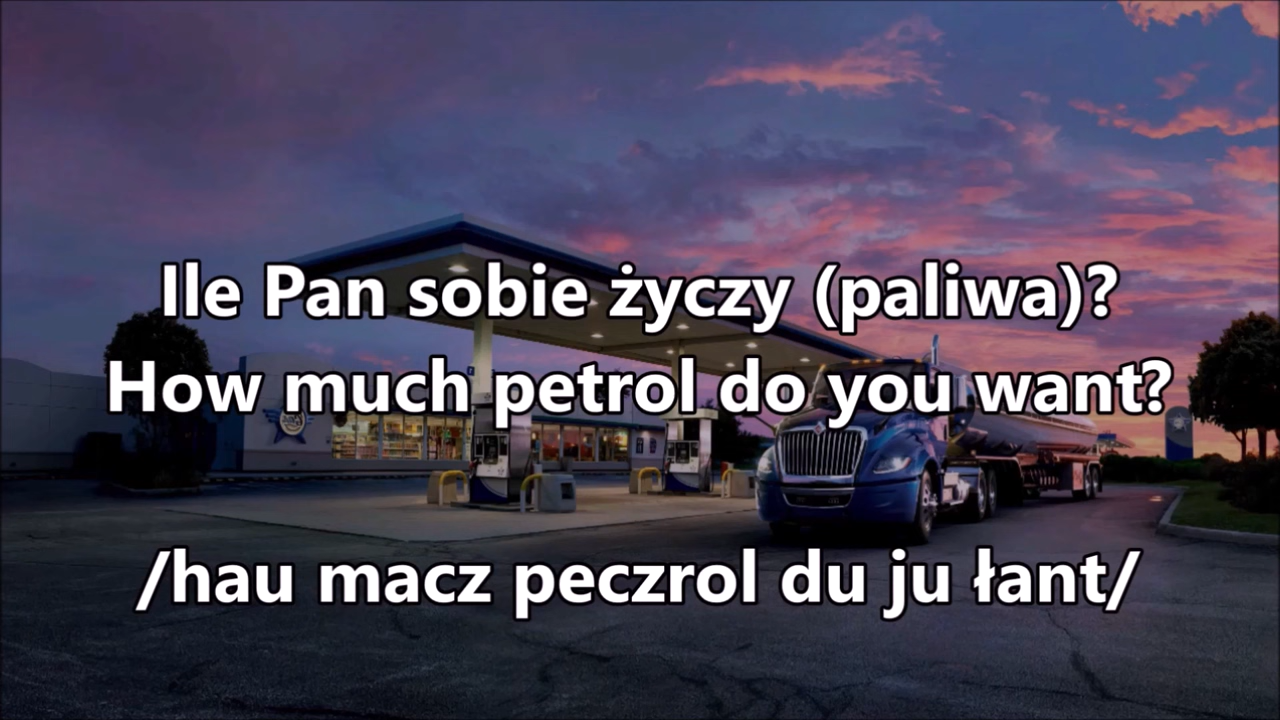 Ile Pan sobie życzy (paliwa)?
How much petrol do you want?
/hau macz peczrol du ju łant/